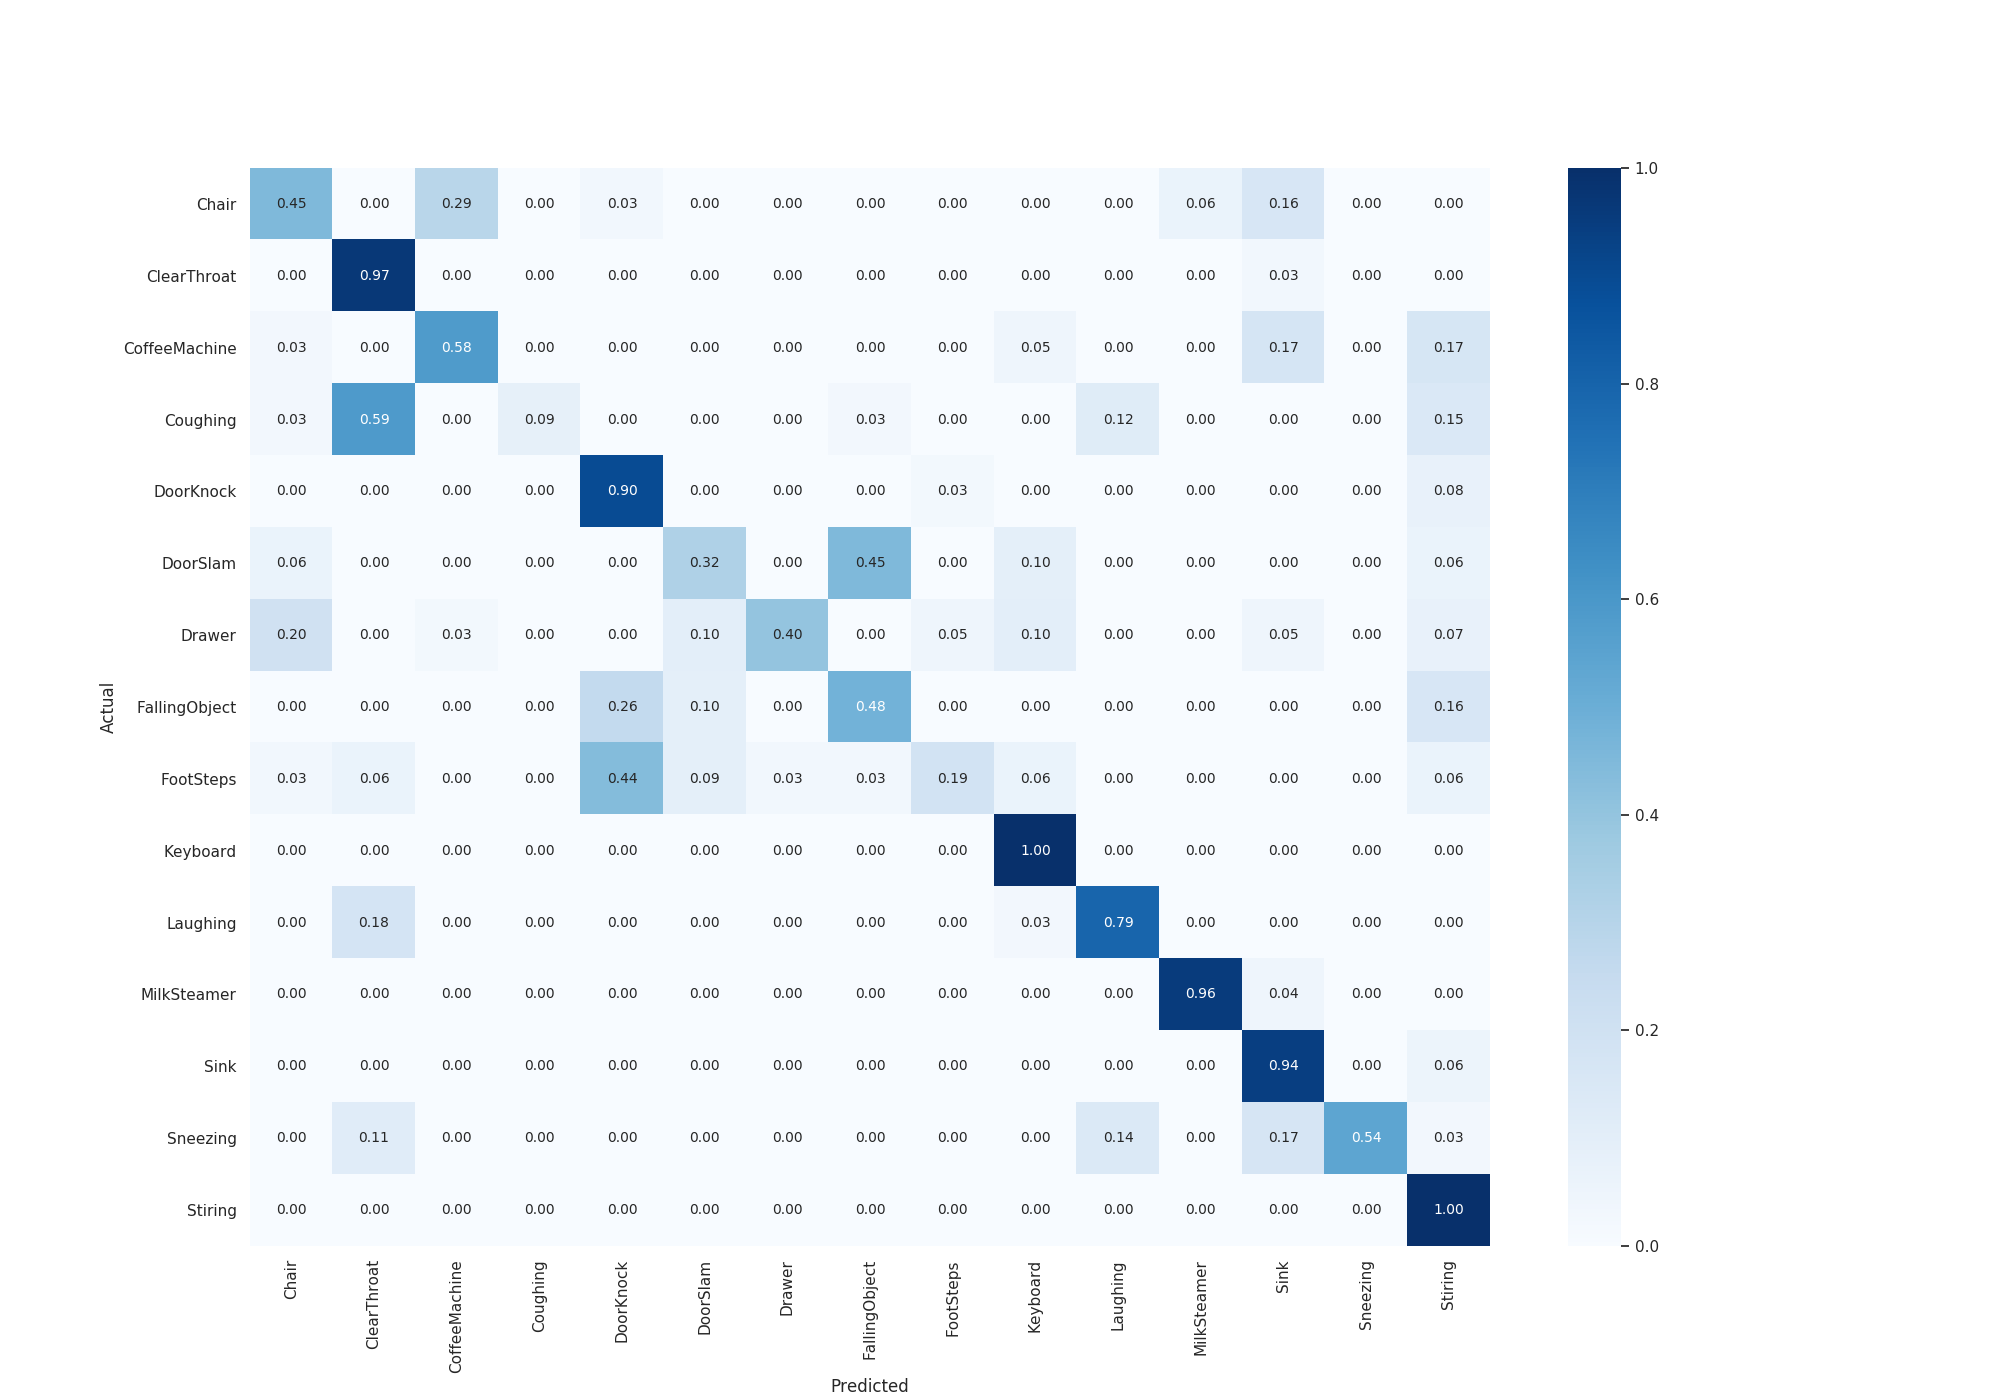 1.0
Chair 0.45 0.00 0.29 0.00 0.03 0.00 0.00 0.00 0.00 0.00 0.00 0.06 0.16 0.00 0.00
ClearThroat 0.00 0.97 0.00 0.00 0.00 0.00 0.00 0.00 0.00 0.00 0.00 0.00 0.03 0.00 0.00
CoffeeMachine 0.03 0.00 0.58 0.00 0.00 0.00 0.00 0.00 0.00 0.05 0.00 0.00 0.17 0.00 0.17
0.8
Coughing 0.03 0.59 0.00 0.09 0.00 0.00 0.00 0.03 0.00 0.00 0.12 0.00 0.00 0.00 0.15
DoorKnock 0.00 0.00 0.00 0.00 0.90 0.00 0.00 0.00 0.03 0.00 0.00 0.00 0.00 0.00 0.08
DoorSlam 0.06 0.00 0.00 0.00 0.00 0.32 0.00 0.45 0.00 0.10 0.00 0.00 0.00 0.00 0.06
0.6
Drawer 0.20 0.00 0.03 0.00 0.00 0.10 0.40 0.00 0.05 0.10 0.00 0.00 0.05 0.00 0.07
Actual
FallingObject 0.00 0.00 0.00 0.00 0.26 0.10 0.00 0.48 0.00 0.00 0.00 0.00 0.00 0.00 0.16
FootSteps 0.03 0.06 0.00 0.00 0.44 0.09 0.03 0.03 0.19 0.06 0.00 0.00 0.00 0.00 0.06
0.4
Keyboard 0.00 0.00 0.00 0.00 0.00 0.00 0.00 0.00 0.00 1.00 0.00 0.00 0.00 0.00 0.00
Laughing 0.00 0.18 0.00 0.00 0.00 0.00 0.00 0.00 0.00 0.03 0.79 0.00 0.00 0.00 0.00
MilkSteamer 0.00 0.00 0.00 0.00 0.00 0.00 0.00 0.00 0.00 0.00 0.00 0.96 0.04 0.00 0.00
0.2
Sink 0.00 0.00 0.00 0.00 0.00 0.00 0.00 0.00 0.00 0.00 0.00 0.00 0.94 0.00 0.06
Sneezing 0.00 0.11 0.00 0.00 0.00 0.00 0.00 0.00 0.00 0.00 0.14 0.00 0.17 0.54 0.03
Stiring 0.00 0.00 0.00 0.00 0.00 0.00 0.00 0.00 0.00 0.00 0.00 0.00 0.00 0.00 1.00
0.0
Chair
ClearThroat
CoffeeMachine
Coughing
DoorKnock
DoorSlam
Drawer
FallingObject
FootSteps
Keyboard
Laughing
MilkSteamer
Sink
Sneezing
Stiring
Predicted